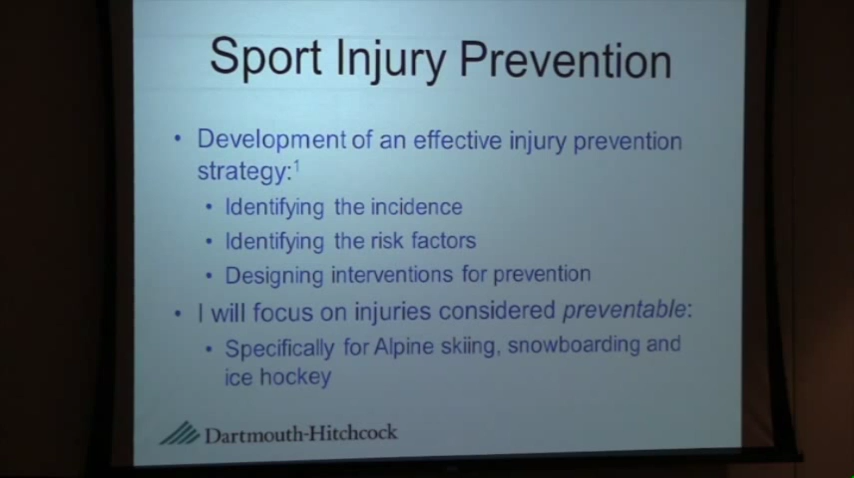 Sport Injury Prevention
• Development of an effective injury prevention
strategy:¹
• Identifying the incidence
• Identifying the risk factors
• Designing interventions for prevention
• I will focus on injuries considered preventable:
• Specifically for Alpine skiing, snowboarding and
ice hockey
Dartmouth-Hitchcock